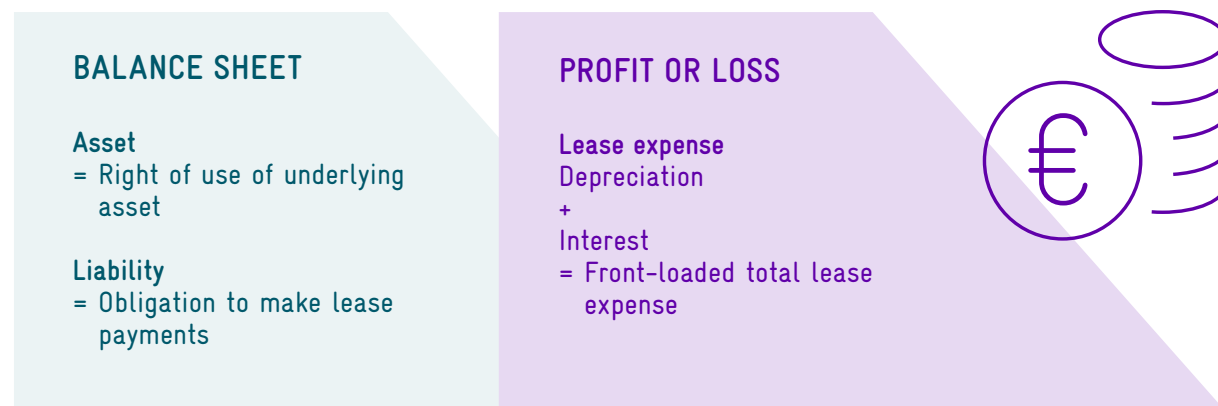 BALANCE SHEET
Asset
= Right of use of underlying
asset
Liability
= Obligation to make lease
payments
PROFIT OR LOSS
Lease expense
Depreciation
+
Interest
= Front-loaded total lease
expense
€